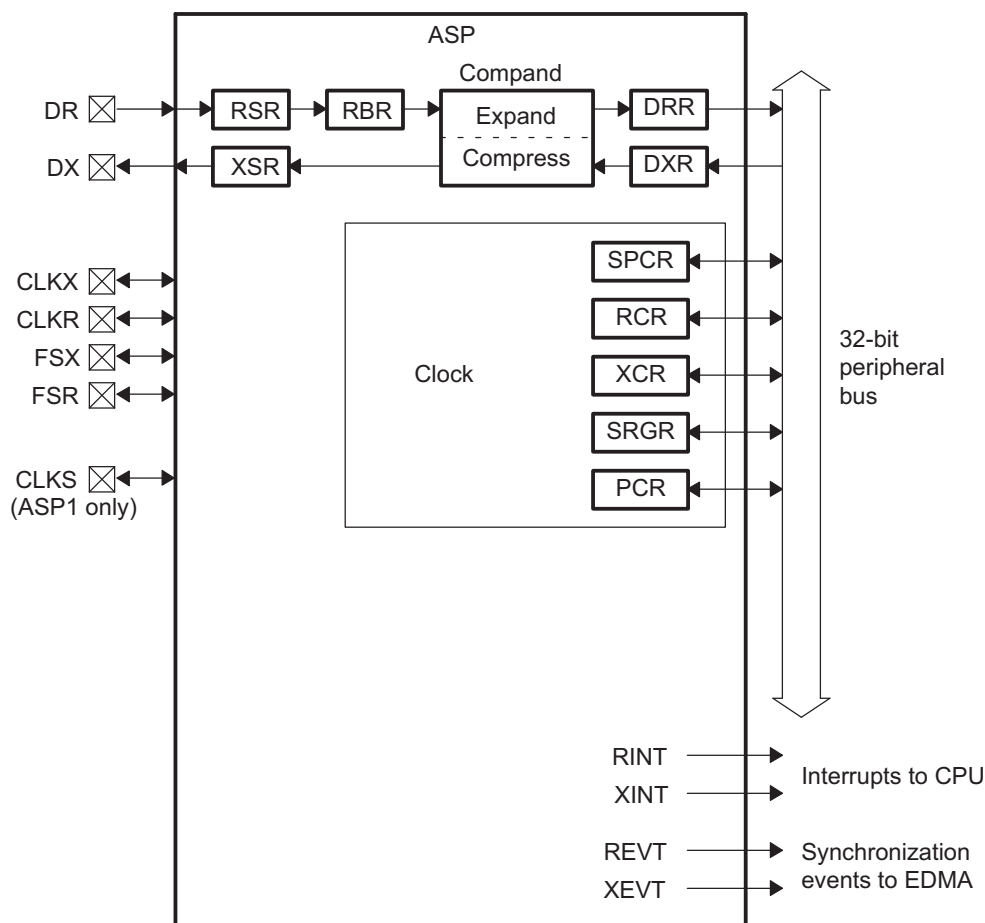 ASP
Compand
DR
RSR
RBR
Expand
DRR
DX
XSR
Compress
DXR
CLKX
CLKR
FSX
FSR
CLKS
(ASP1 only)
Clock
SPCR
RCR
XCR
SRGR
PCR
32-bit
peripheral
bus
RINT
XINT
Interrupts to CPU
REVT
XEVT
Synchronization
events to EDMA